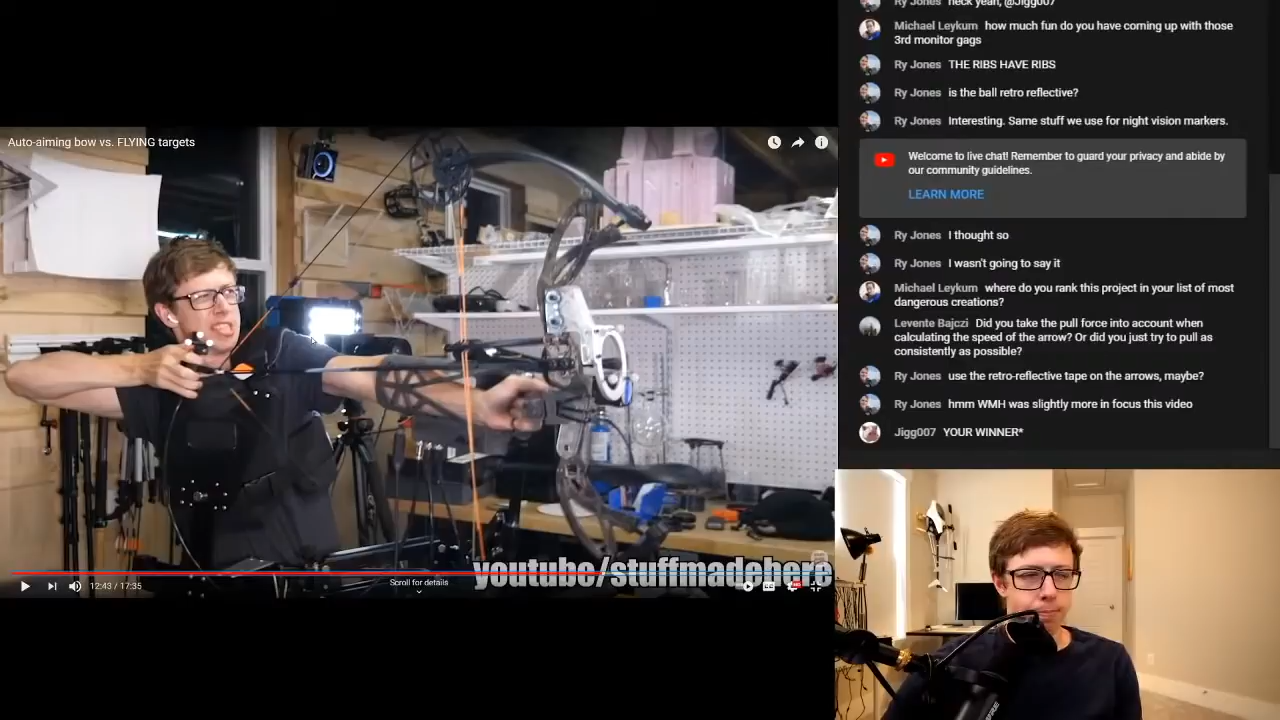 Ry Jones heck yeah, @Jigg007
Michael Leykum how much fun do you have coming up with those
3rd monitor gags
Ry Jones THE RIBS HAVE RIBS
Ry Jones is the ball retro reflective?
Ry Jones Interesting. Same stuff we use for night vision markers.
Auto-aiming bow vs. FLYING targets
Welcome to live chat! Remember to guard your privacy and abide by
our community guidelines.
LEARN MORE
Ry Jones I thought so
Ry Jones I wasn't going to say it
Michael Leykum where do you rank this project in your list of most
dangerous creations?
Levente Bajczi Did you take the pull force into account when
calculating the speed of the arrow? Or did you just try to pull as
consistently as possible?
Ry Jones use the retro-reflective tape on the arrows, maybe?
Ry Jones hmm WMH was slightly more in focus this video
Jigg007 YOUR WINNER*
youtube/stuffmadehere
12:43 / 17:35
Scroll for details